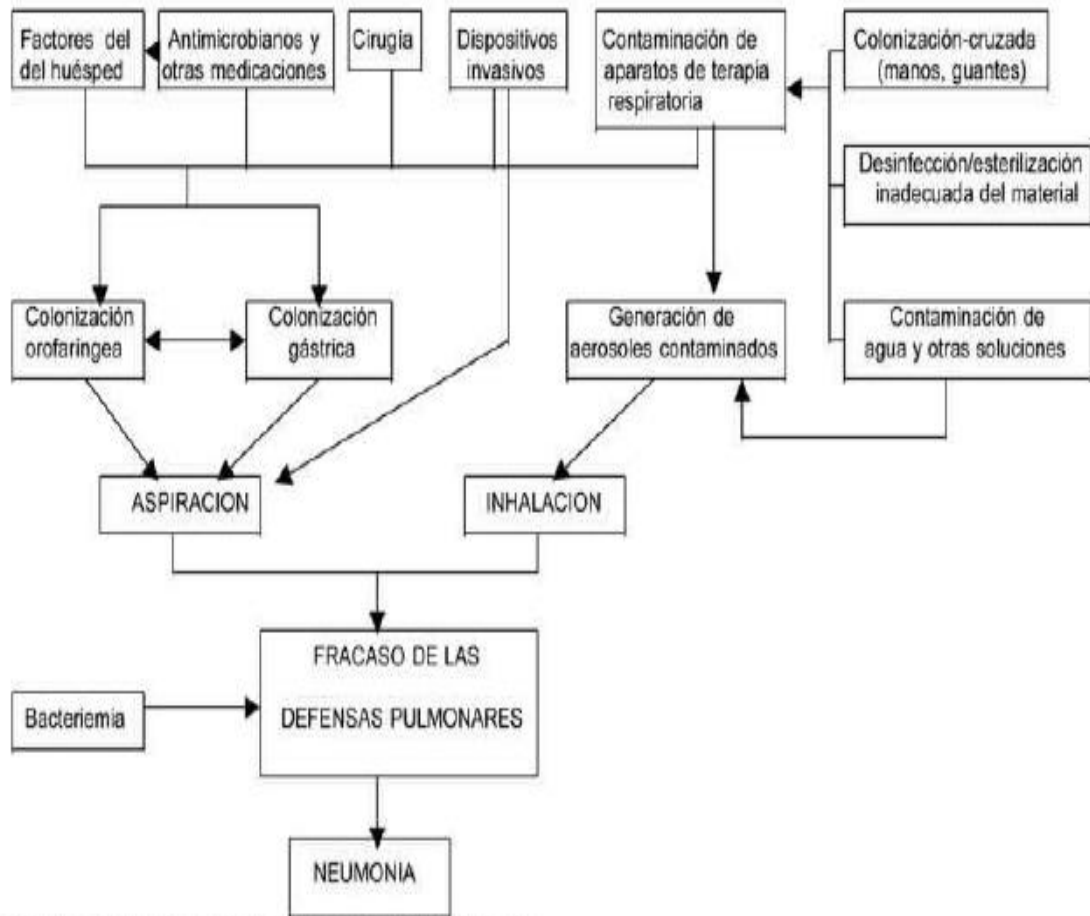 Factores del
del huésped
Antimicrobianos y
otras medicaciones
Cirugia
Dispositivos
invasivos
Contaminación de
aparatos de terapia
respiratoria
Colonización-cruzada
(manos, guantes)
Desinfección/esterilización
inadecuada del material
Colonización
orofaringea
Colonización
gástrica
Generación de
aerosoles contaminados
Contaminación de
agua y otras soluciones
ASPIRACION
INHALACION
FRACASO DE LAS
DEFENSAS PULMONARES
Bacteriemia
NEUMONIA